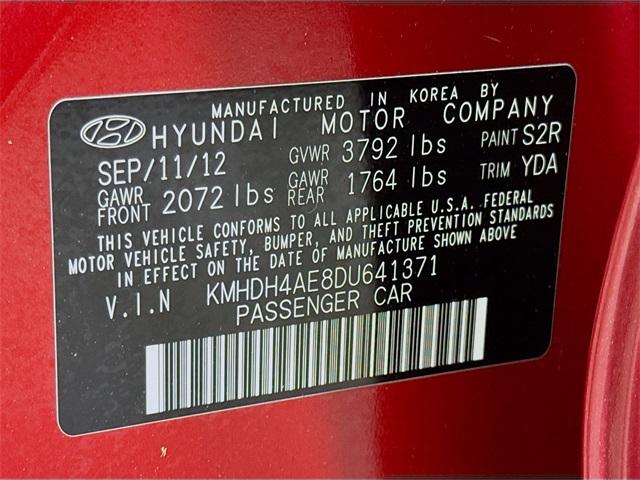 MANUFACTURED IN KOREA BY
HYUNDAI MOTOR COMPANY
SEP/11/12 GVWR 3792 lbs PAINT S2R
GAWR FRONT 2072 lbs GAWR REAR 1764 lbs TRIM YDA
THIS VEHICLE CONFORMS TO ALL APPLICABLE U.S.A. FEDERAL
MOTOR VEHICLE SAFETY, BUMPER, AND THEFT PREVENTION STANDARDS
IN EFFECT ON THE DATE OF MANUFACTURE SHOWN ABOVE
V.I.N KMHDH4AE8DU641371
PASSENGER CAR